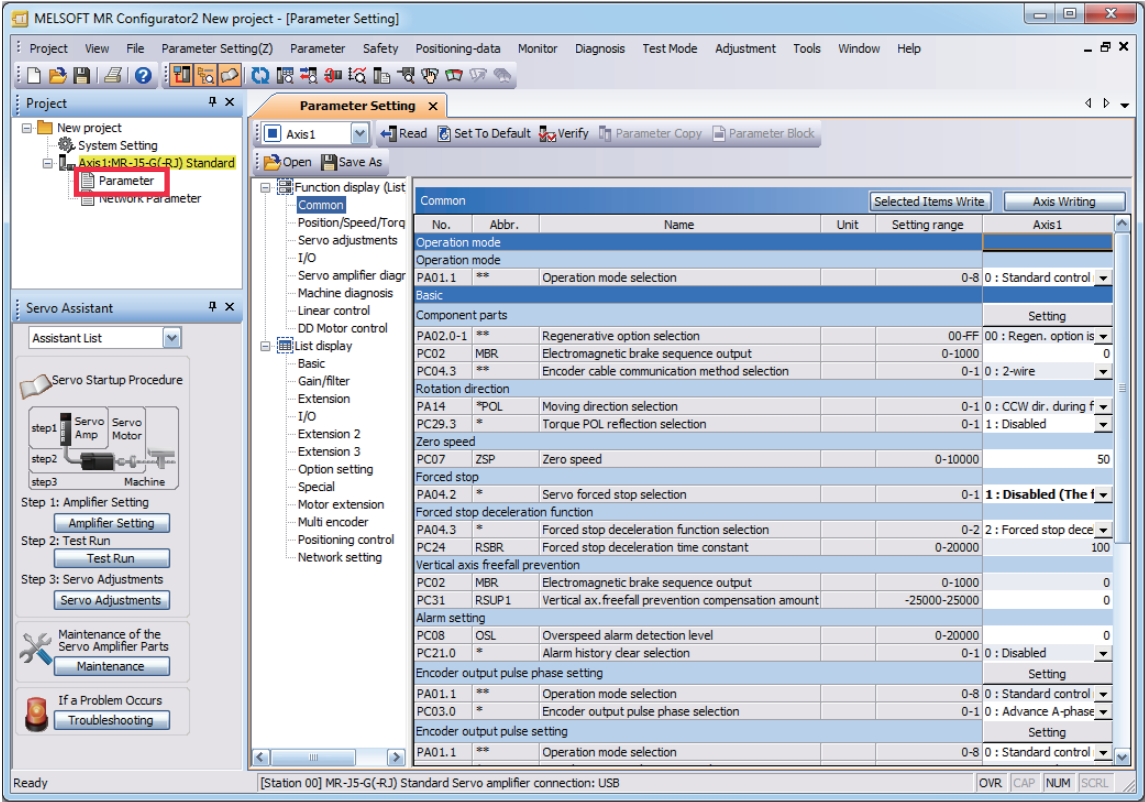 MELSOFT MR Configurator2 New project - [Parameter Setting]
Project View File Parameter Setting(Z) Parameter Safety Positioning-data Monitor Diagnosis Test Mode Adjustment Tools Window Help
Project
New project
System Setting
Axis1:MR-J5-G(-RJ) Standard
Parameter
Network Parameter
Servo Assistant
Assistant List
Servo Startup Procedure
step1 Servo Amp Servo Motor
step2
step3 Machine
Step 1: Amplifier Setting
Amplifier Setting
Step 2: Test Run
Test Run
Step 3: Servo Adjustments
Servo Adjustments
Maintenance of the
Servo Amplifier Parts
Maintenance
If a Problem Occurs
Troubleshooting
Parameter Setting
Axis1 Read Set To Default Verify Parameter Copy Parameter Block
Open Save As
Function display (List
Common
Position/Speed/Torq
Servo adjustments
I/O
Servo amplifier diagr
Machine diagnosis
Linear control
DD Motor control
List display
Basic
Gain/filter
Extension
I/O
Extension 2
Extension 3
Option setting
Special
Motor extension
Multi encoder
Positioning control
Network setting
Common Selected Items Write Axis Writing
No. Abbr. Name Unit Setting range Axis1
Operation mode
Operation mode
PA01.1 ** Operation mode selection 0-8 0 : Standard control
Basic
Component parts Setting
PA02.0-1 ** Regenerative option selection 00-FF 00 : Regen. option is
PC02 MBR Electromagnetic brake sequence output 0-1000 0
PC04.3 ** Encoder cable communication method selection 0-1 0 : 2-wire
Rotation direction
PA14 *POL Moving direction selection 0-1 0 : CCW dir. during f
PC29.3 * Torque POL reflection selection 0-1 1 : Disabled
Zero speed
PC07 ZSP Zero speed 0-10000 50
Forced stop
PA04.2 * Servo forced stop selection 0-1 1 : Disabled (The f
Forced stop deceleration function
PA04.3 * Forced stop deceleration function selection 0-2 2 : Forced stop dece
PC24 RSBR Forced stop deceleration time constant 0-20000 100
Vertical axis freefall prevention
PC02 MBR Electromagnetic brake sequence output 0-1000 0
PC31 RSUP1 Vertical ax.freefall prevention compensation amount -25000-25000 0
Alarm setting
PC08 OSL Overspeed alarm detection level 0-20000 0
PC21.0 * Alarm history clear selection 0-1 0 : Disabled
Encoder output pulse phase setting Setting
PA01.1 ** Operation mode selection 0-8 0 : Standard control
PC03.0 * Encoder output pulse phase selection 0-1 0 : Advance A-phase
Encoder output pulse setting Setting
PA01.1 ** Operation mode selection 0-8 0 : Standard control
Ready [Station 00] MR-J5-G(-RJ) Standard Servo amplifier connection: USB OVR CAP NUM SCRL